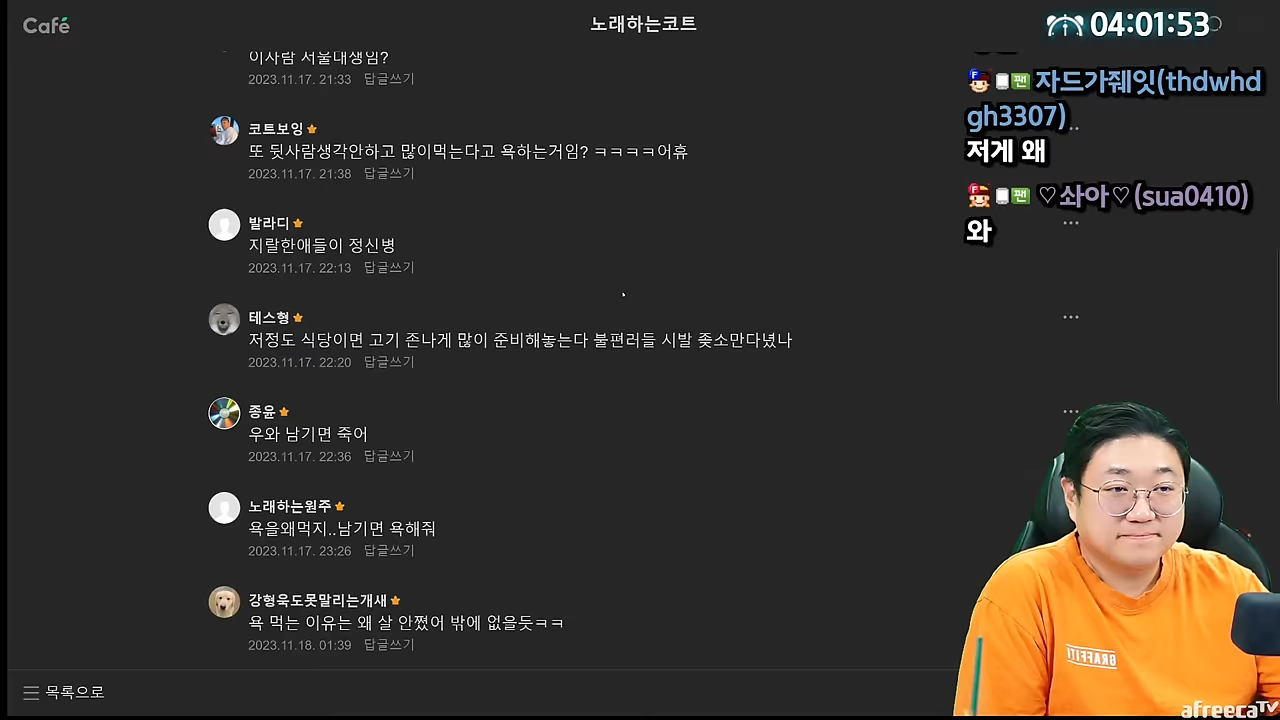 Café
노래하는코트
04:01:53
이사람 서울대생임?
2023.11.17. 21:33 답글쓰기
코트보잉
또 뒷사람생각안하고 많이먹는다고 욕하는거임? ㅋㅋㅋㅋ어휴
2023.11.17. 21:38 답글쓰기
발라디
지랄한애들이 정신병
2023.11.17. 22:13 답글쓰기
테스형
저정도 식당이면 고기 존나게 많이 준비해놓는다 불편러들 시발 좆소만다녔나
2023.11.17. 22:20 답글쓰기
종윤
우와 남기면 죽어
2023.11.17. 22:36 답글쓰기
노래하는원주
욕을왜먹지..남기면 욕해줘
2023.11.17. 23:26 답글쓰기
강형욱도못말리는개새
욕 먹는 이유는 왜 살 안쪘어 밖에 없을듯ㅋㅋ
2023.11.18. 01:39 답글쓰기
목록으로
팬 자드가줴잇(thdwhd
gh3307)
저게 왜
팬 ♡솨아♡(sua0410)
와
GRAFFITI
afreecaTV